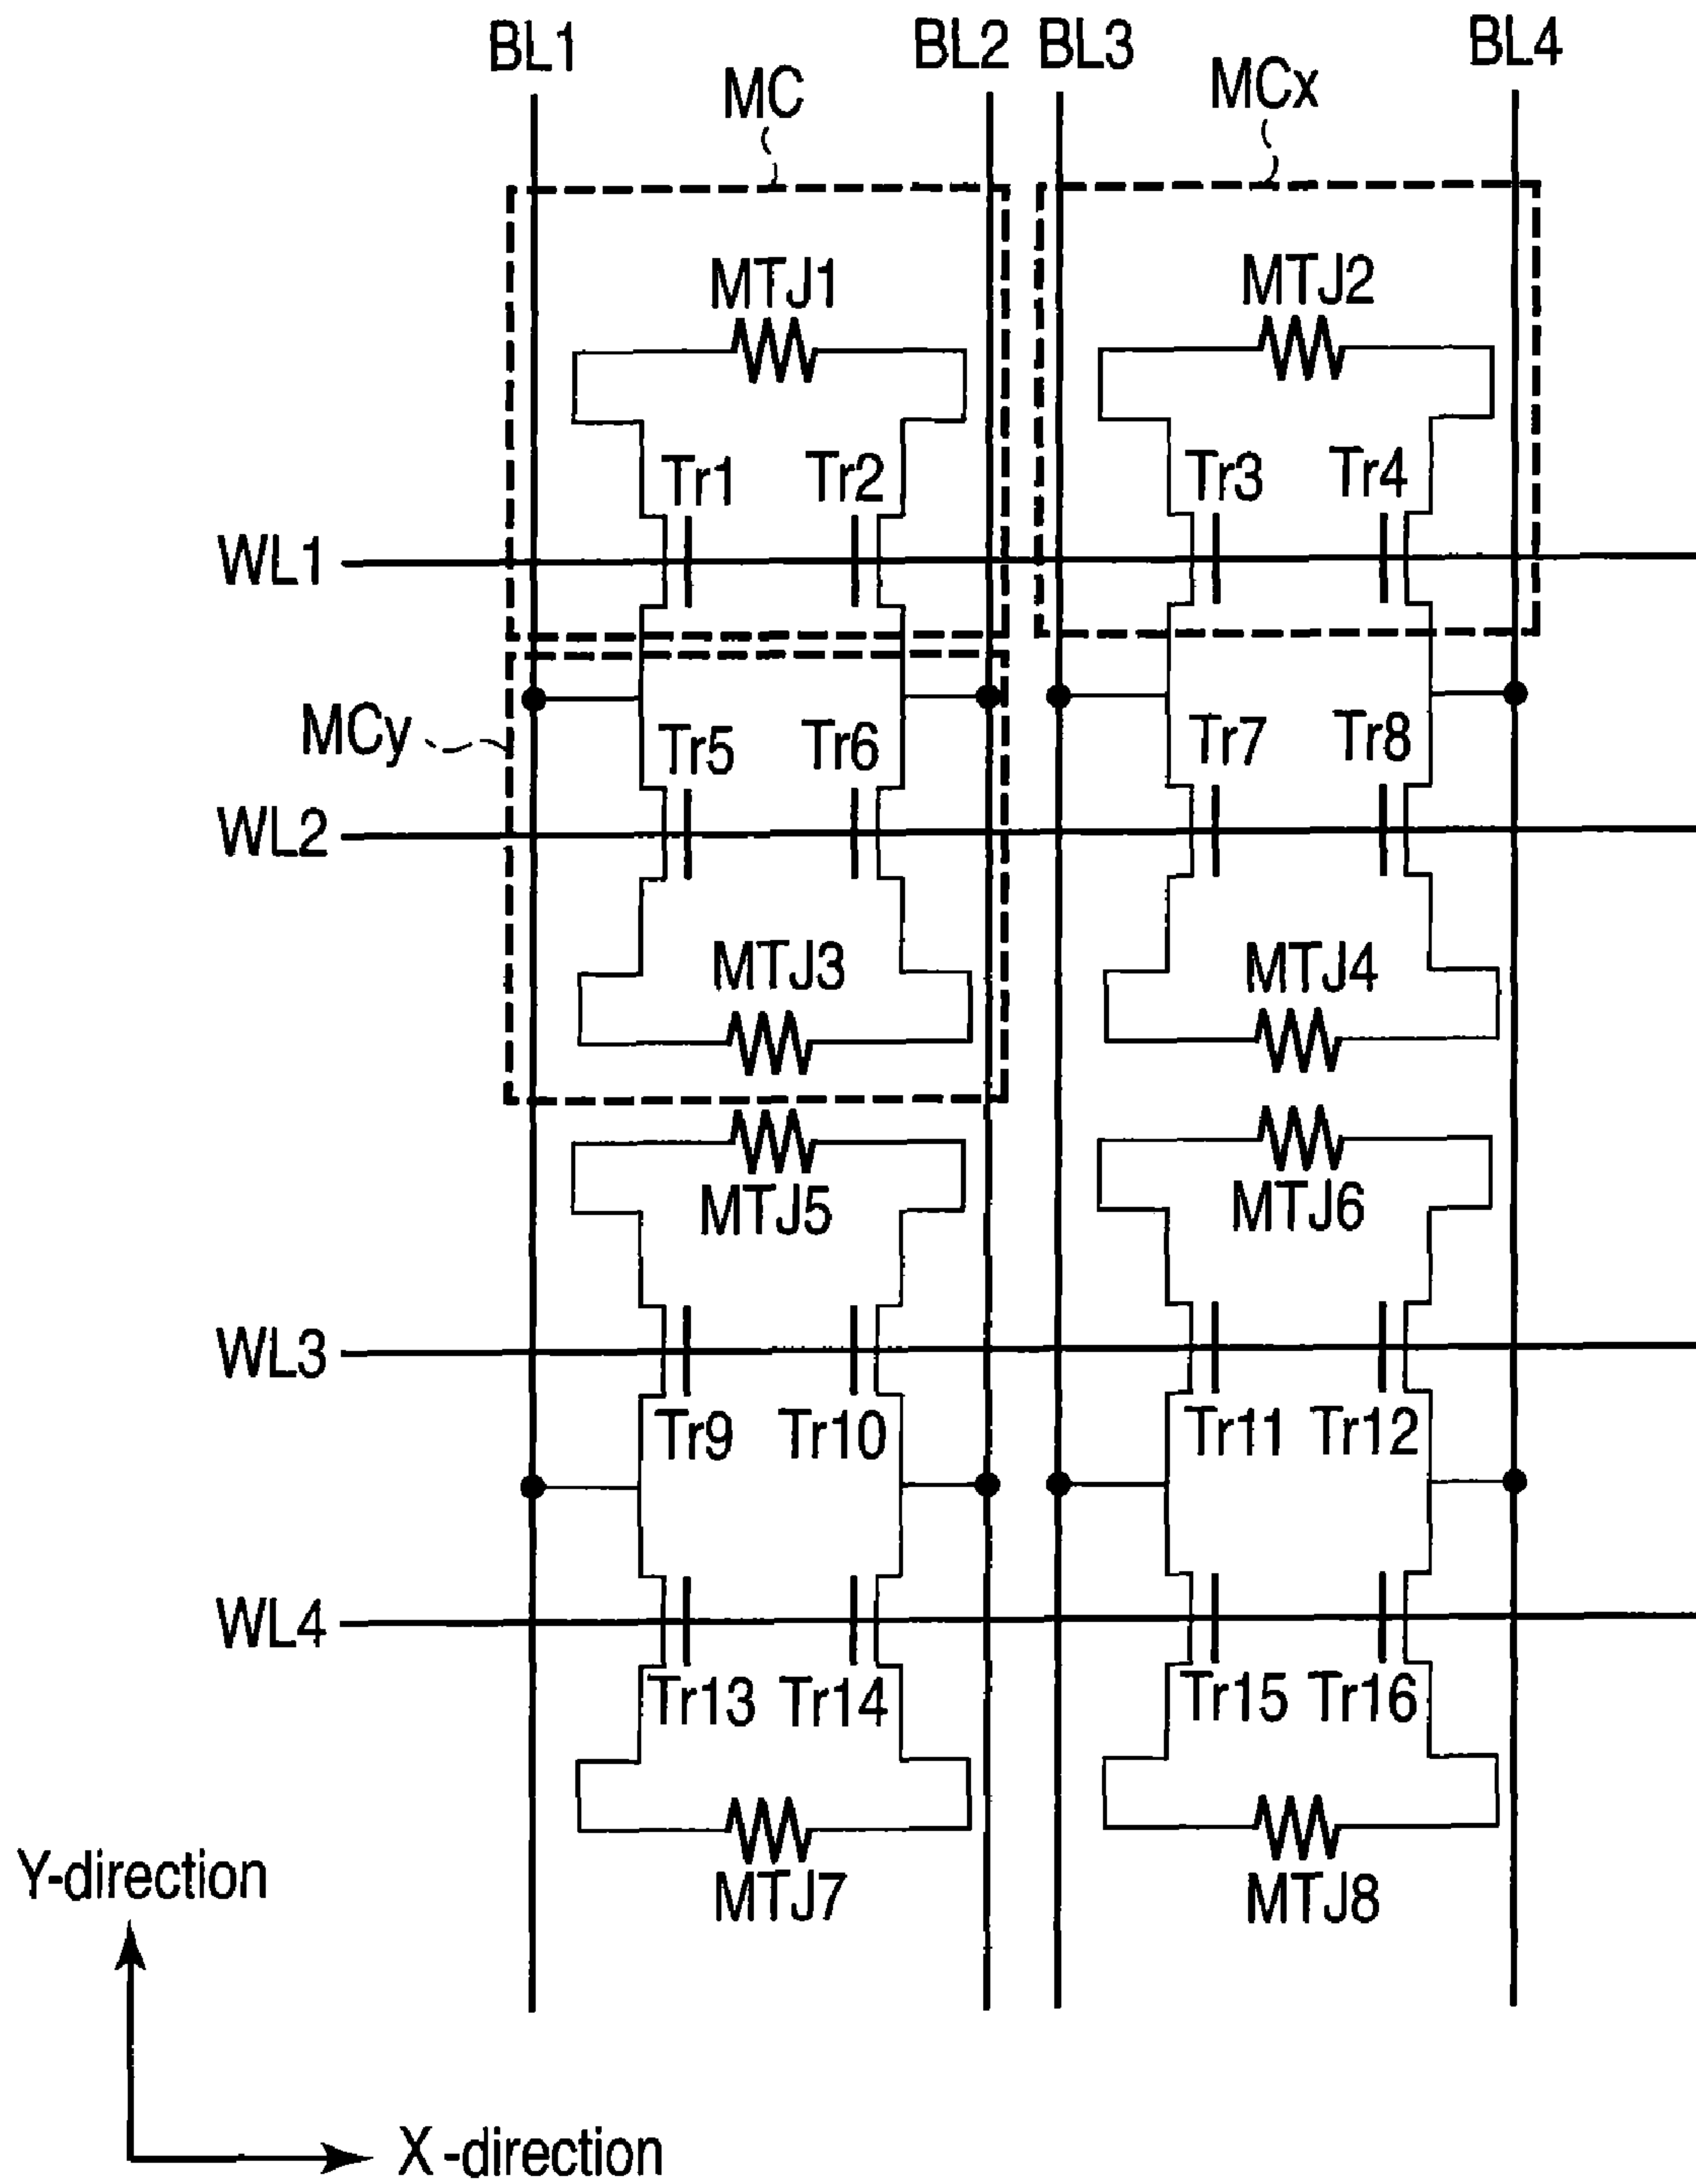 BL1 BL2 BL3 BL4
MC MCx
MTJ1 MTJ2
Tr1 Tr2 Tr3 Tr4
WL1
MCy Tr5 Tr6 Tr7 Tr8
WL2
MTJ3 MTJ4
MTJ5 MTJ6
WL3
Tr9 Tr10 Tr11 Tr12
WL4
Tr13 Tr14 Tr15 Tr16
MTJ7 MTJ8
Y-direction
X-direction